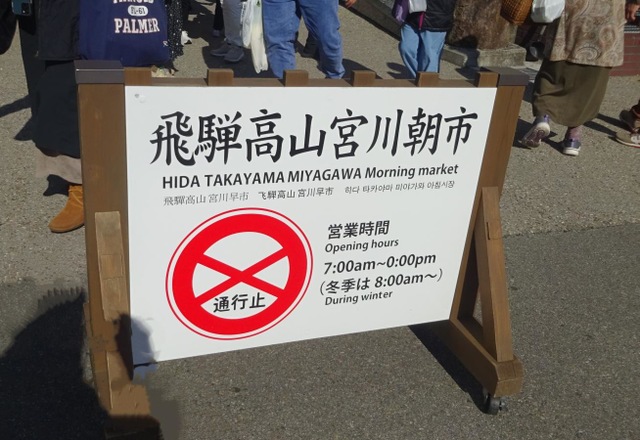 PALMER
飛騨高山宮川朝市
HIDA TAKAYAMA MIYAGAWA Morning market
飛騨高山 宮川早市 飞騨高山 宮川早市 히다 타카야마 미야가와 아침시장
営業時間
Opening hours
7:00am~0:00pm
(冬季は 8:00am〜)
During winter
通行止